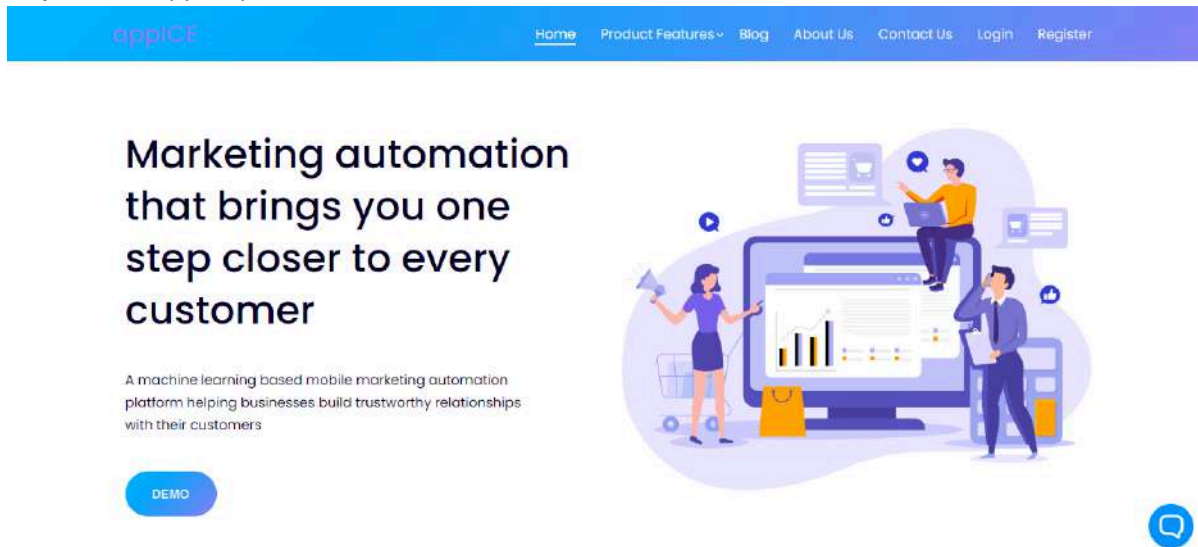 appICE
Home Product Features Blog About Us Contact Us Login Register
Marketing automation
that brings you one
step closer to every
customer
A machine learning based mobile marketing automation
platform helping businesses build trustworthy relationships
with their customers
DEMO